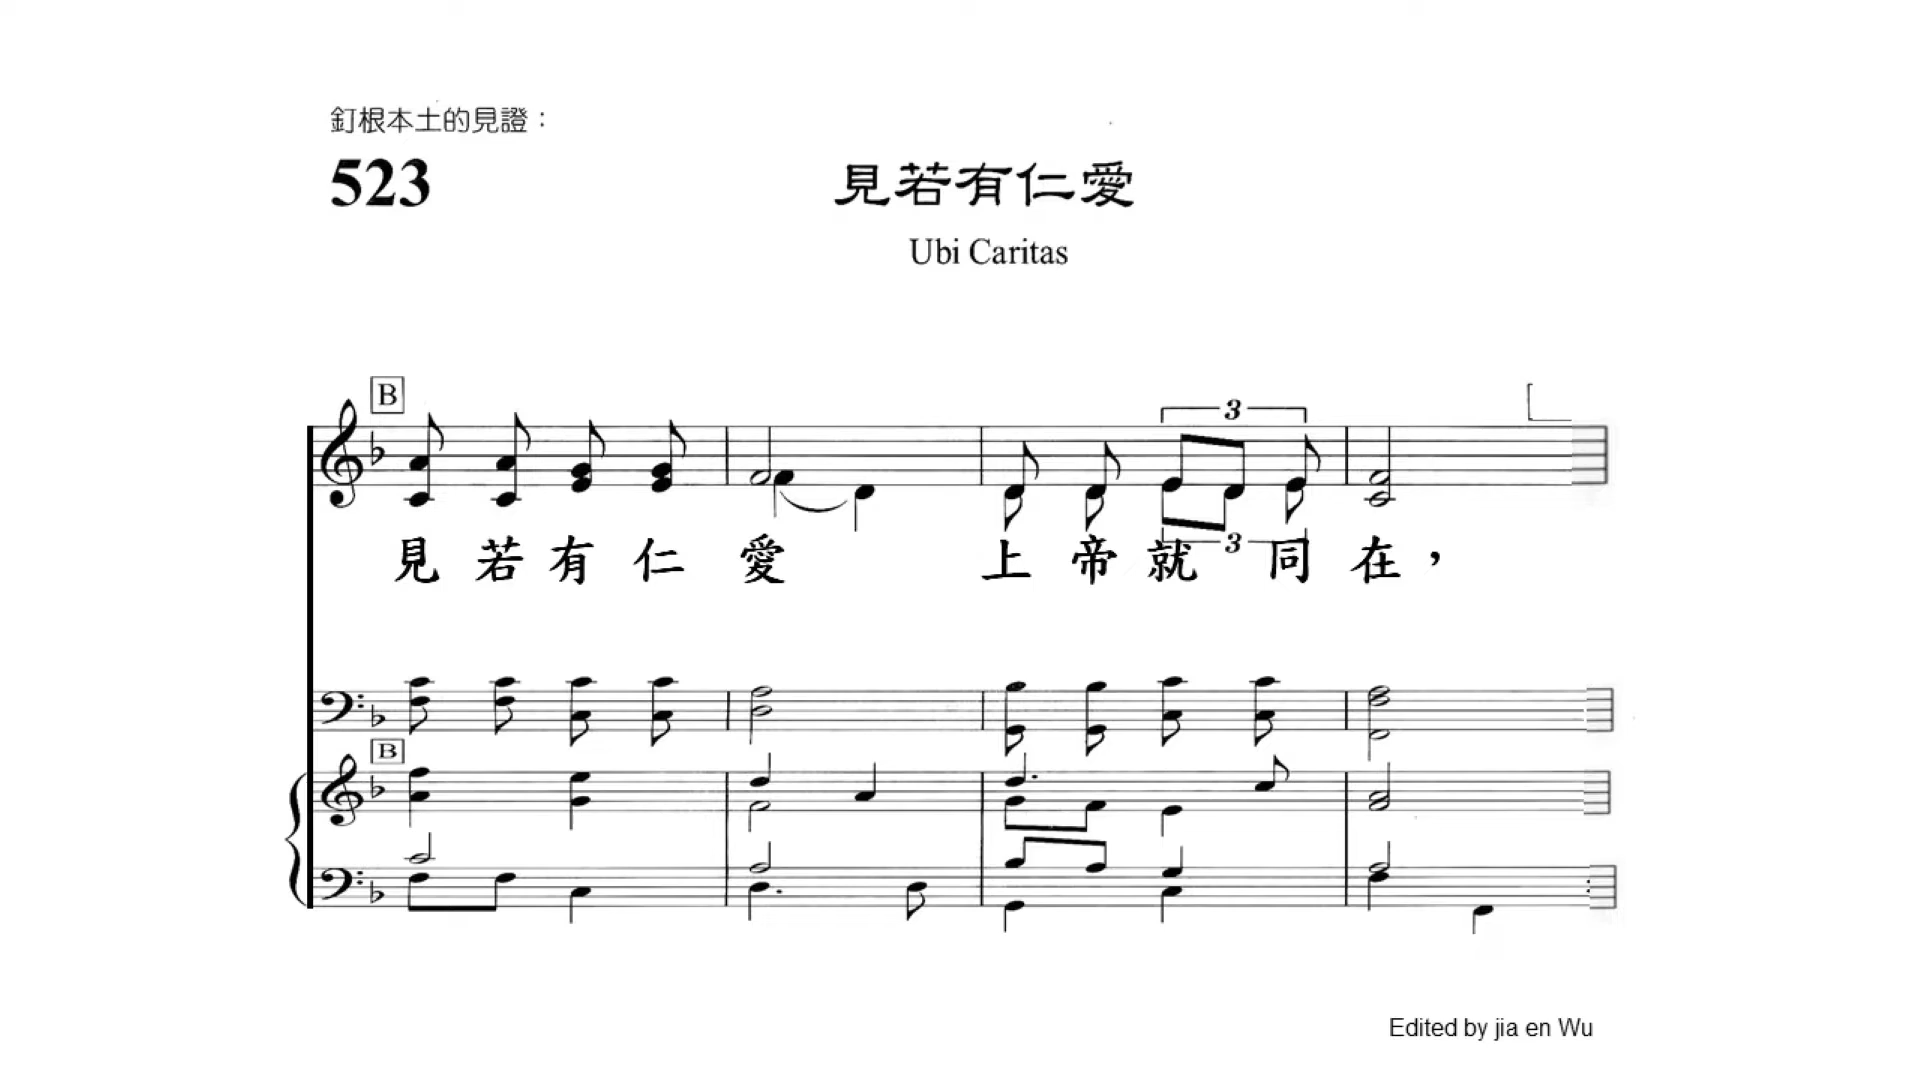 釘根本土的見證：
523
見若有仁愛
Ubi Caritas
B
3
見若有仁愛 上帝就同在，
3
B
Edited by jia en Wu